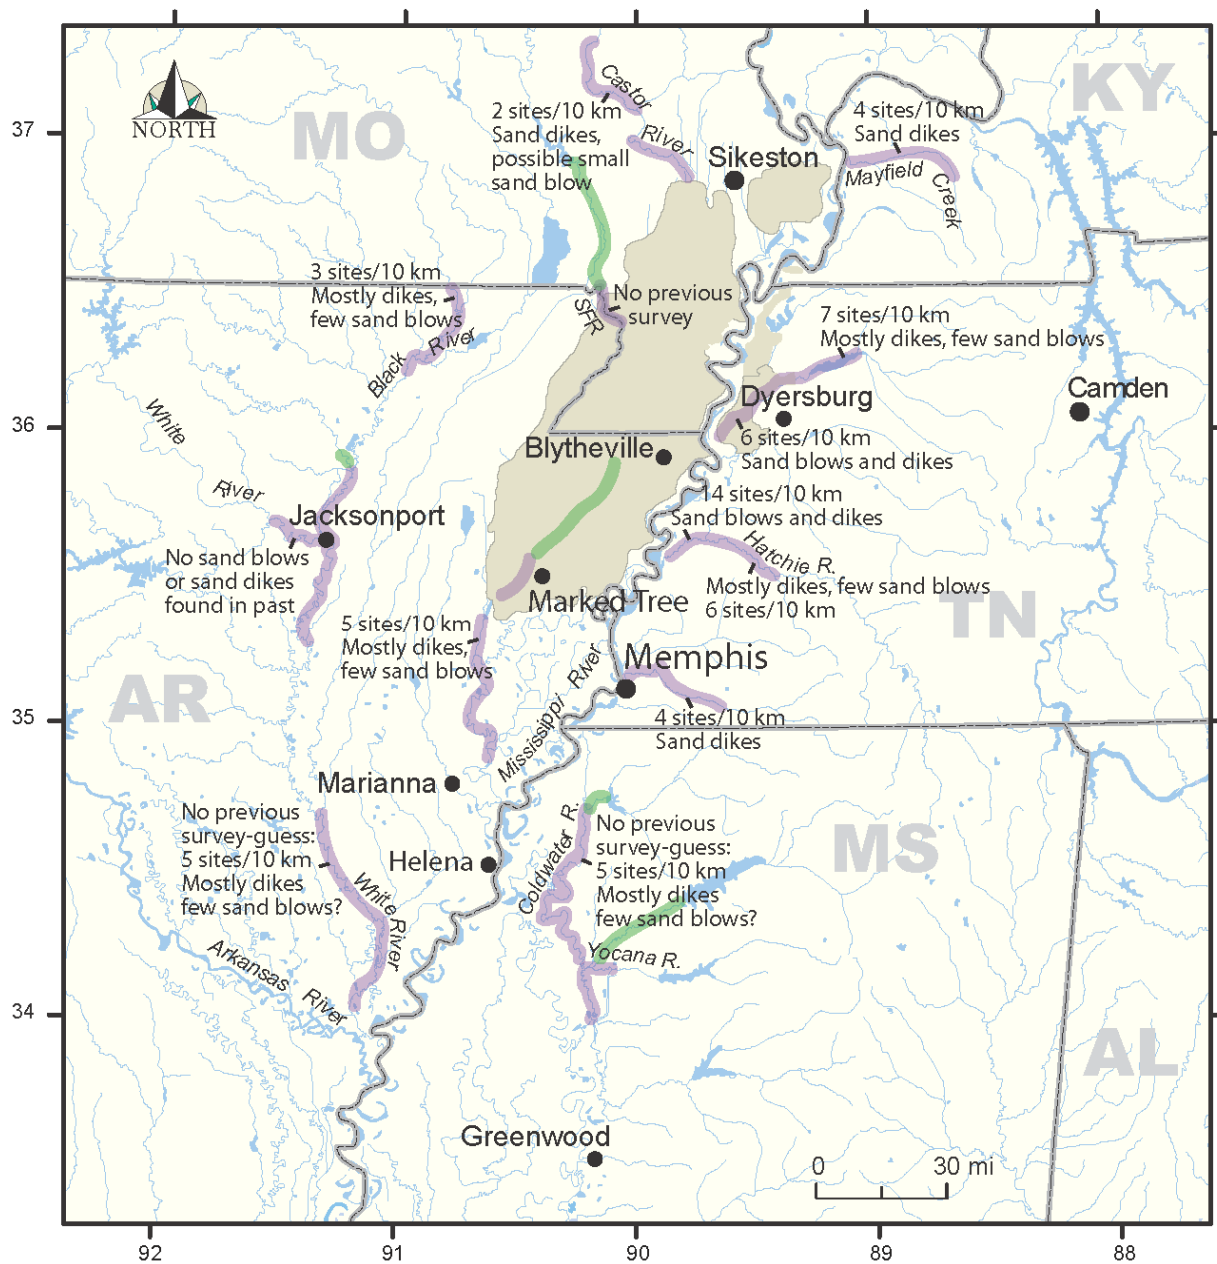 KY
MO
NORTH
37
Castor
River
2 sites/10 km
Sand dikes,
possible small
sand blow
Sikeston
4 sites/10 km
Sand dikes
Mayfield
Creek
3 sites/10 km
Mostly dikes,
few sand blows
Black River
SFR
No previous
survey
7 sites/10 km
Mostly dikes, few sand blows
36
White
River
Dyersburg
Camden
6 sites/10 km
Sand blows and dikes
Blytheville
14 sites/10 km
Sand blows and dikes
Hatchie R.
Mostly dikes, few sand blows
6 sites/10 km
TN
Jacksonport
No sand blows
or sand dikes
found in past
Marked Tree
5 sites/10 km
Mostly dikes,
few sand blows
AR
Memphis
4 sites/10 km
Sand dikes
35
Mississippi River
Marianna
Helena
No previous
survey-guess:
5 sites/10 km
Mostly dikes
few sand blows?
White River
Arkansas River
Coldwater R.
No previous
survey-guess:
5 sites/10 km
Mostly dikes
few sand blows?
Yocana R.
MS
34
AL
Greenwood
0 30 mi
92 91 90 89 88